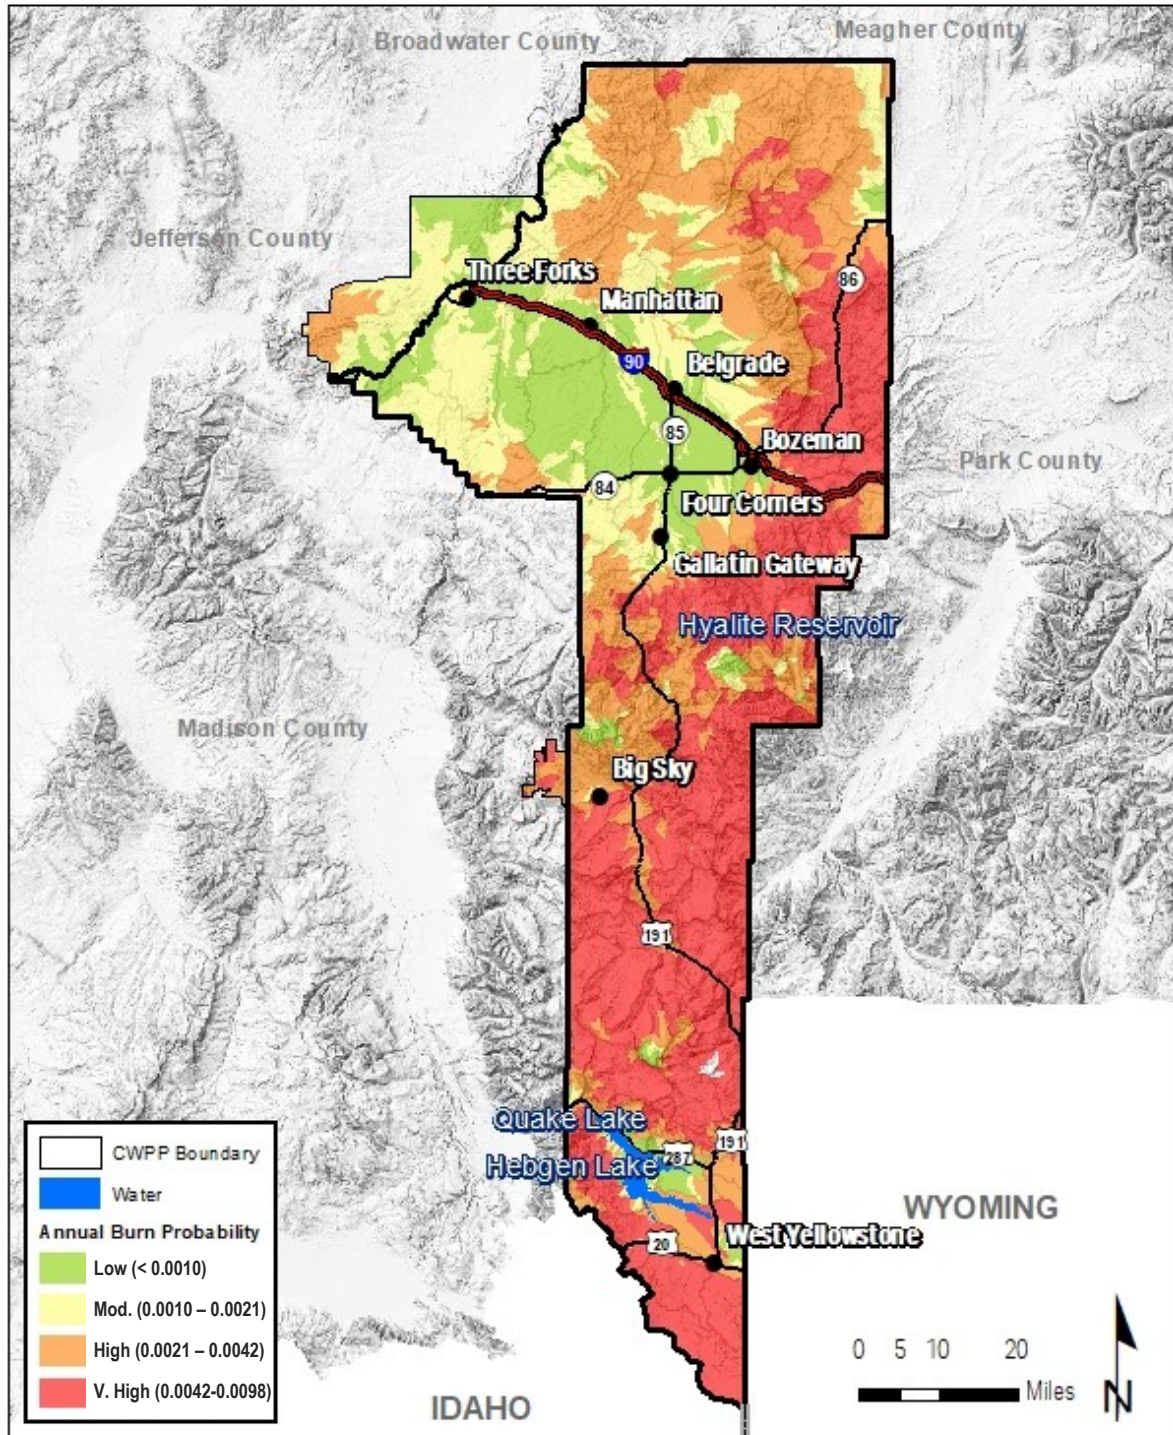 Broadwater County
Meagher County
Jefferson County
Three Forks
86
Manhattan
90
Belgrade
85
Bozeman
Park County
84
Four Corners
Gallatin Gateway
Hyalite Reservoir
Madison County
Big Sky
191
Quake Lake
191
287
Hebgen Lake
WYOMING
West Yellowstone
20
CWPP Boundary
Water
Annual Burn Probability
Low (< 0.0010)
Mod. (0.0010 – 0.0021)
High (0.0021 – 0.0042)
V. High (0.0042-0.0098)
0 5 10 20
Miles
N
IDAHO